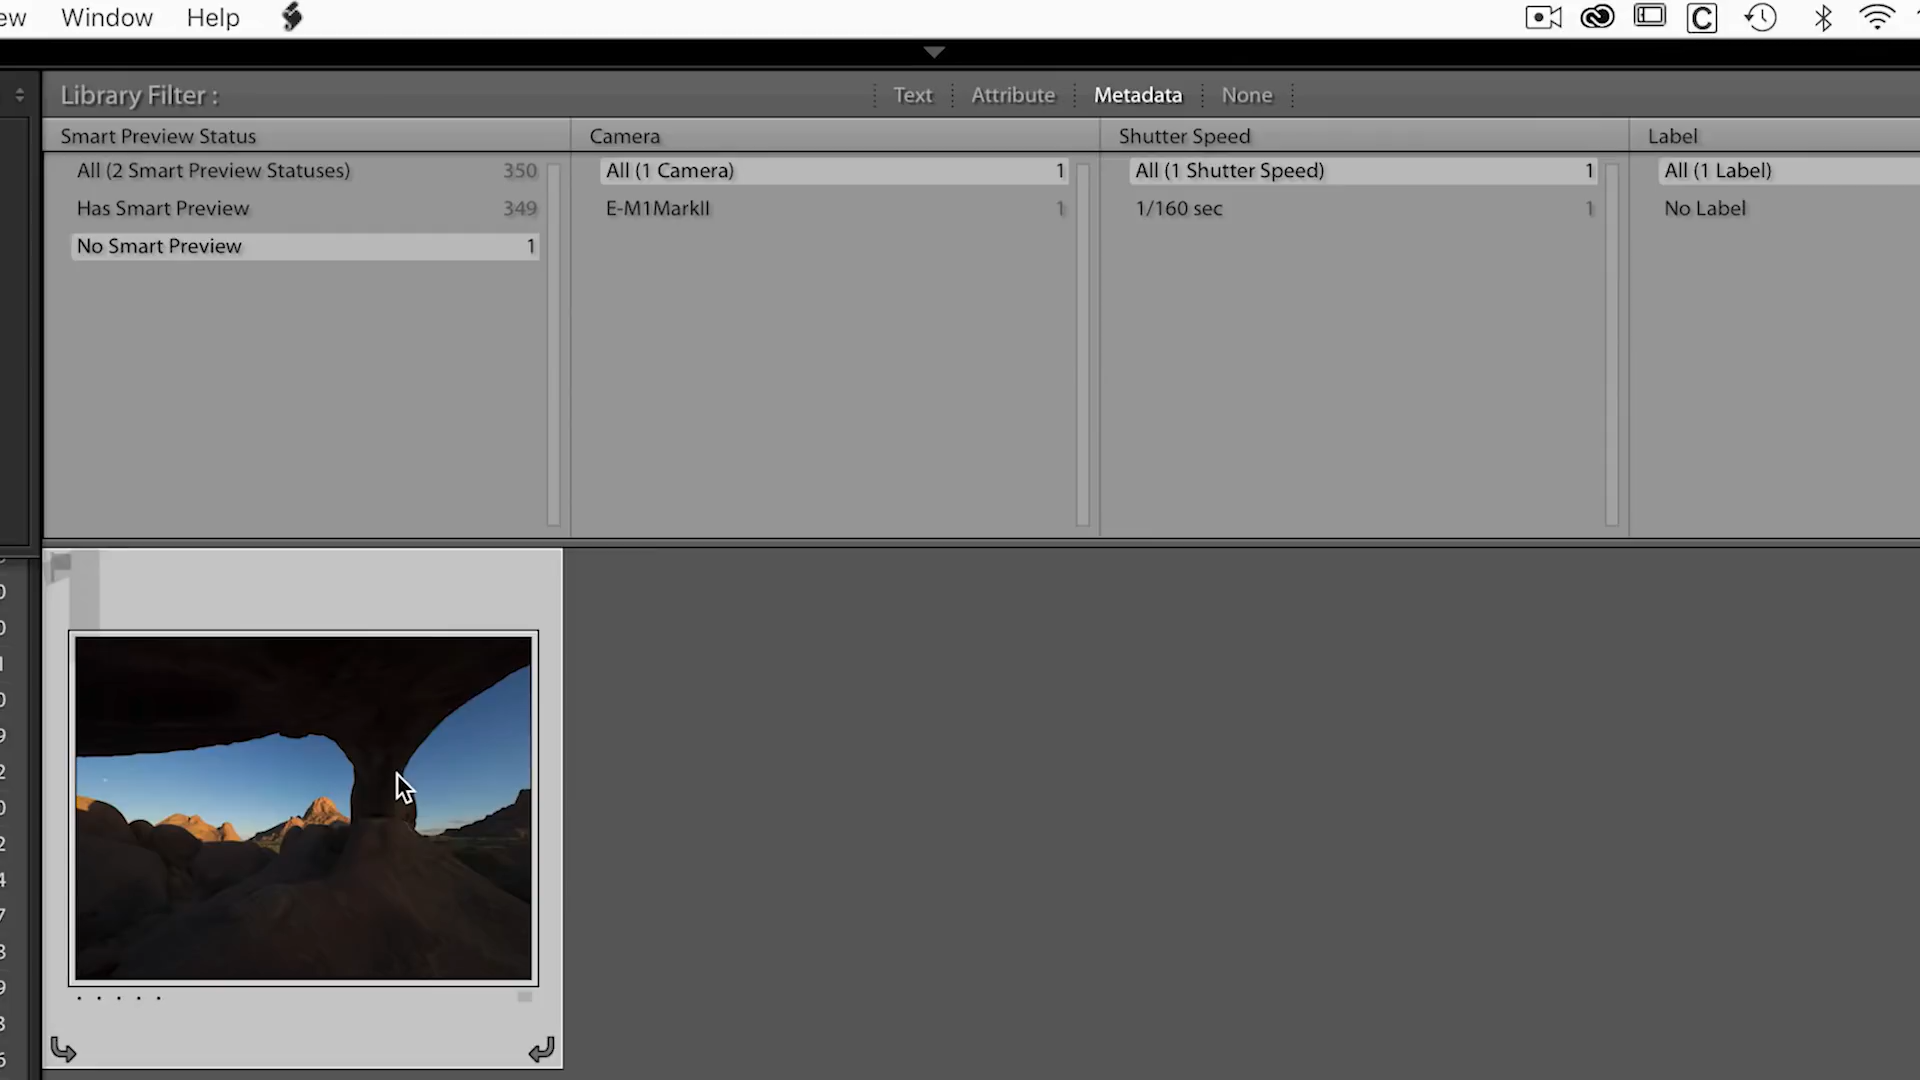 Window Help
Library Filter : Text Attribute Metadata None
Smart Preview Status Camera Shutter Speed Label
All (2 Smart Preview Statuses) 350 All (1 Camera) 1 All (1 Shutter Speed) 1 All (1 Label)
Has Smart Preview 349 E-M1MarkII 1 1/160 sec 1 No Label
No Smart Preview 1